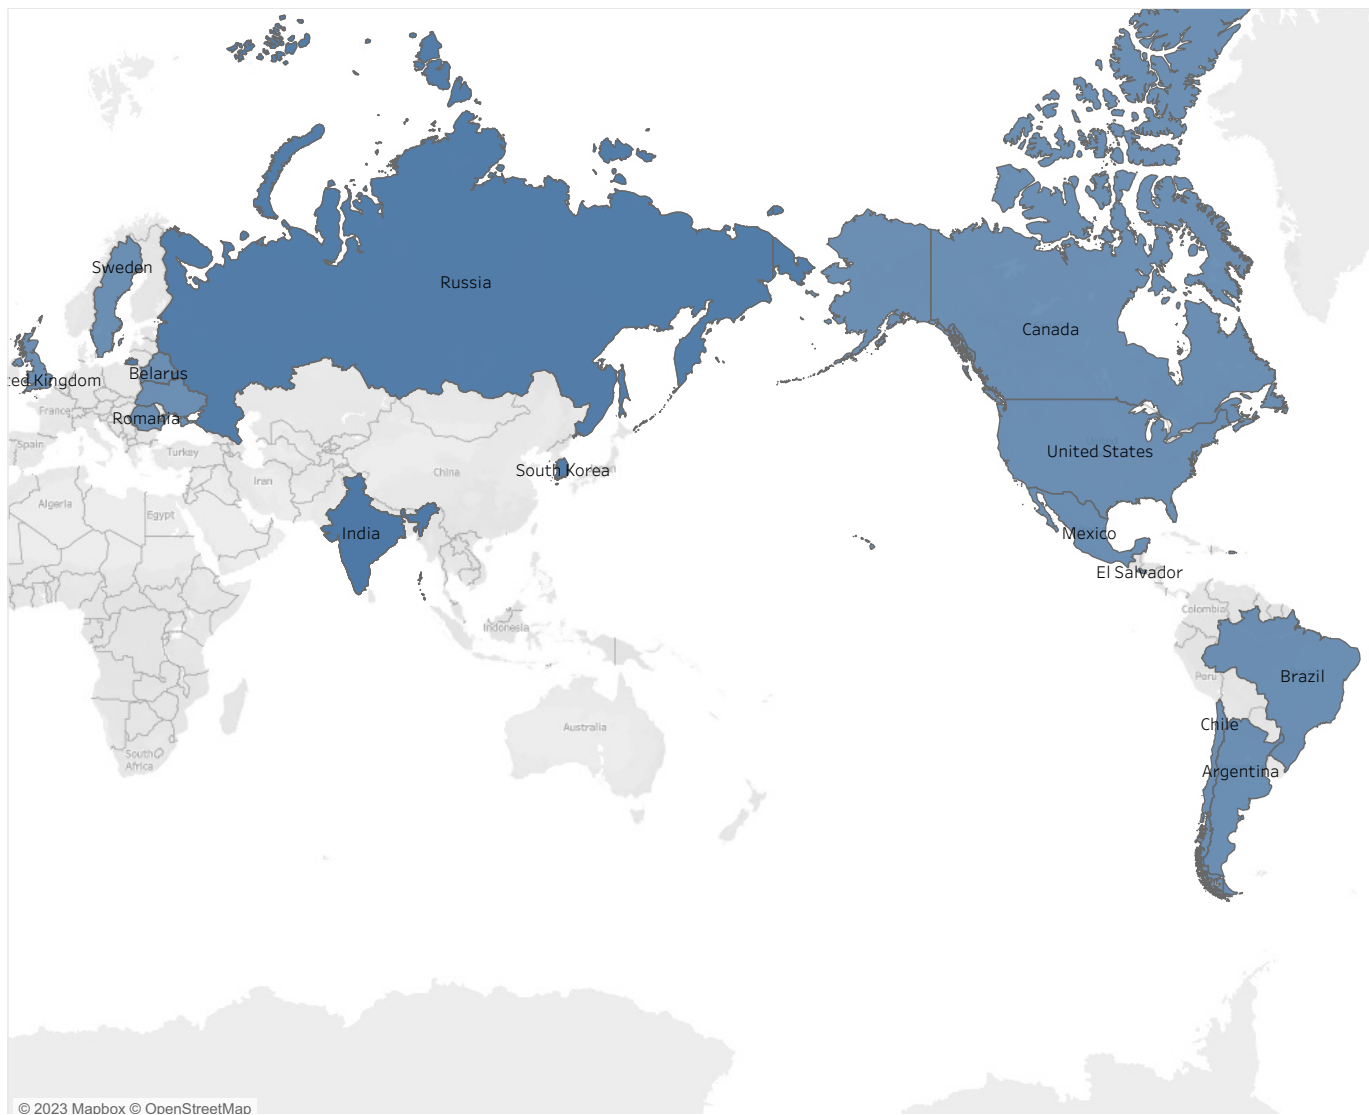 Sweden
Russia
Canada
ted Kingdom
Belarus
France
Romania
Spain
Turkey
United States
South Korea
China
Iran
Algeria
Egypt
India
Mexico
El Salvador
Colombia
Indonesia
Peru
Brazil
Chile
Australia
South
Africa
Argentina
© 2023 Mapbox © OpenStreetMap